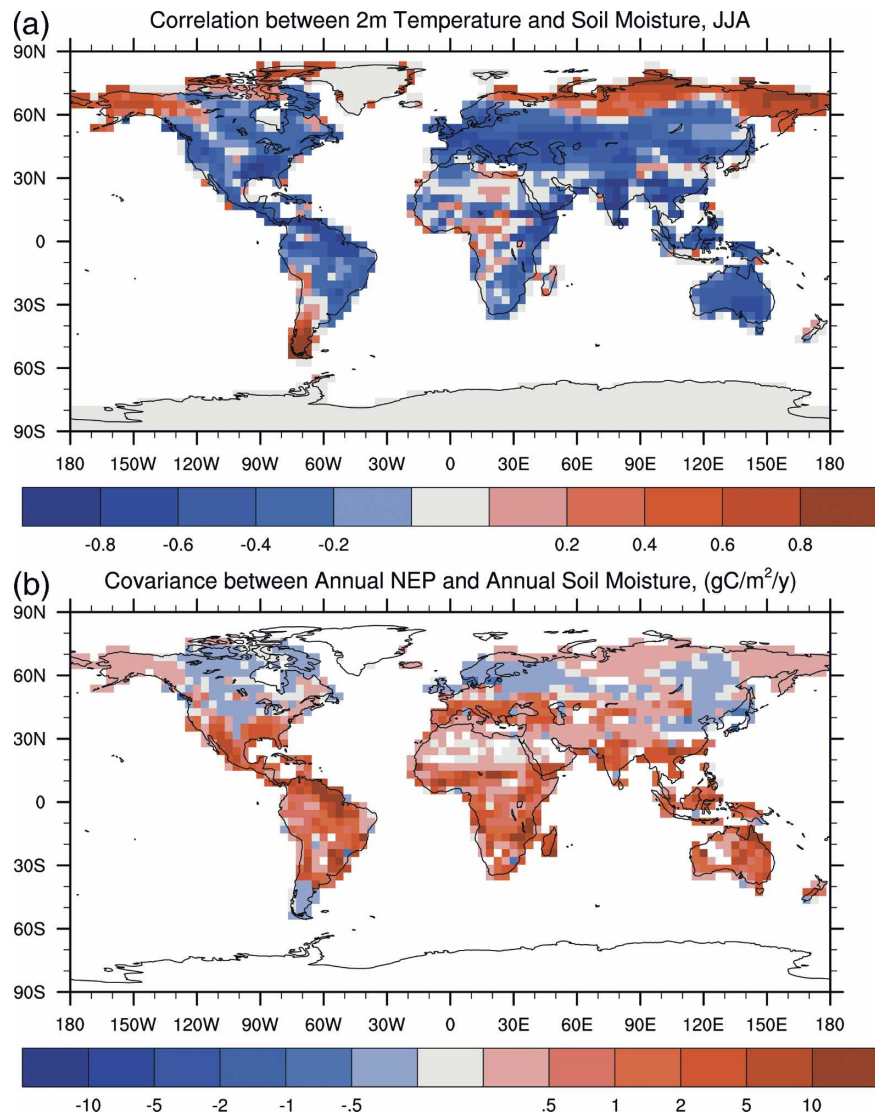 (a)
Correlation between 2m Temperature and Soil Moisture, JJA
90N
60N
30N
0
30S
60S
90S
180 150W 120W 90W 60W 30W 0 30E 60E 90E 120E 150E 180
-0.8 -0.6 -0.4 -0.2 0.2 0.4 0.6 0.8
(b)
Covariance between Annual NEP and Annual Soil Moisture, (gC/m²/y)
90N
60N
30N
0
30S
60S
90S
180 150W 120W 90W 60W 30W 0 30E 60E 90E 120E 150E 180
-10 -5 -2 -1 -.5 .5 1 2 5 10